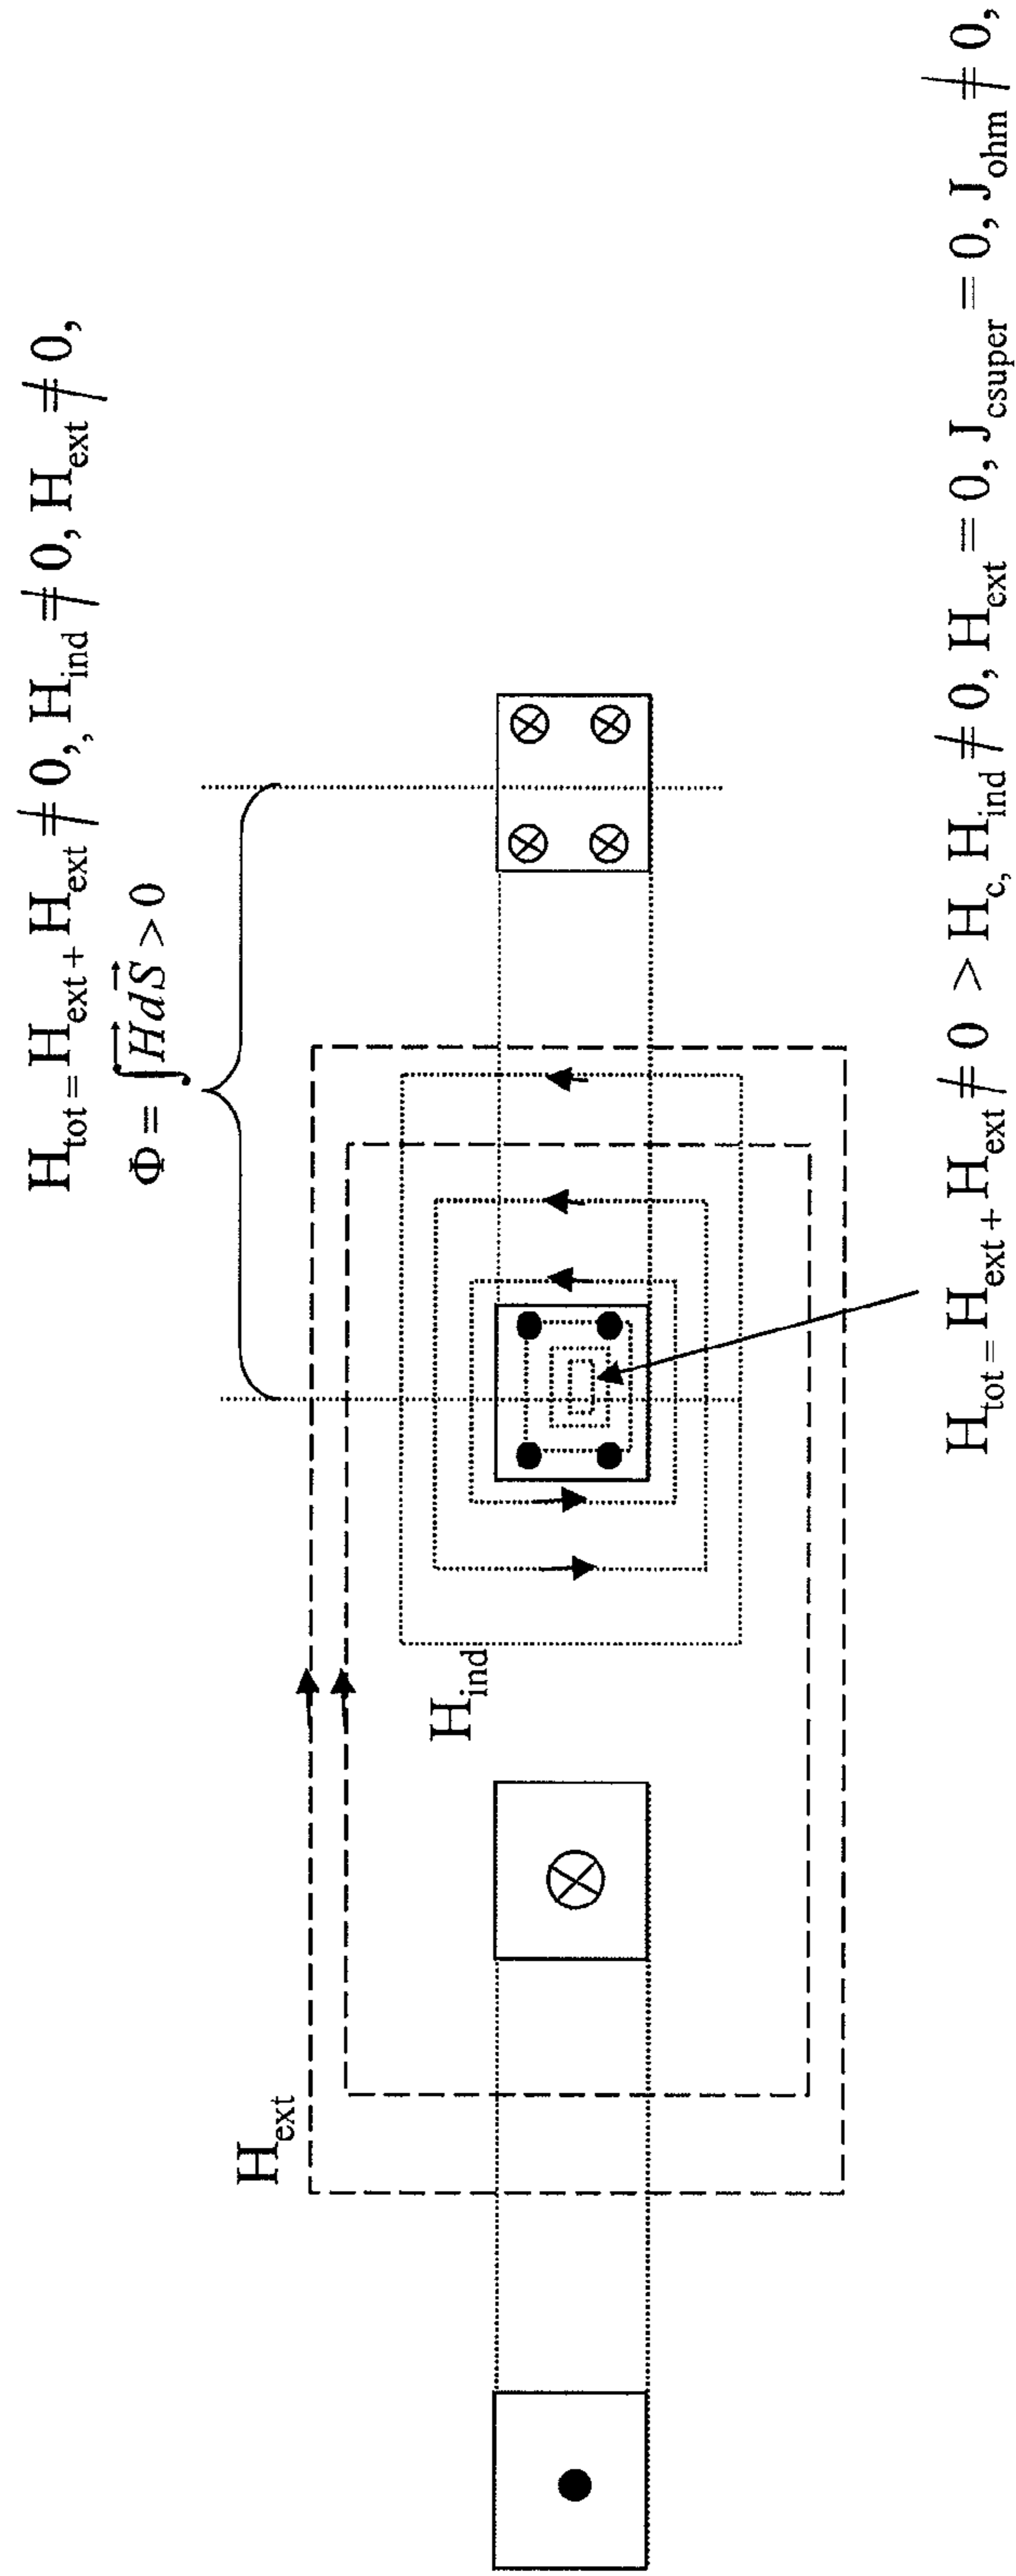 H_tot = H_ext + H_ext ≠ 0,, H_ind ≠ 0, H_ext ≠ 0,
Φ = ∫H⃗dS⃗ > 0
H_ext
H_ind
H_tot = H_ext + H_ext ≠ 0 > H_c, H_ind ≠ 0, H_ext = 0, J_csuper = 0, J_ohm ≠ 0,